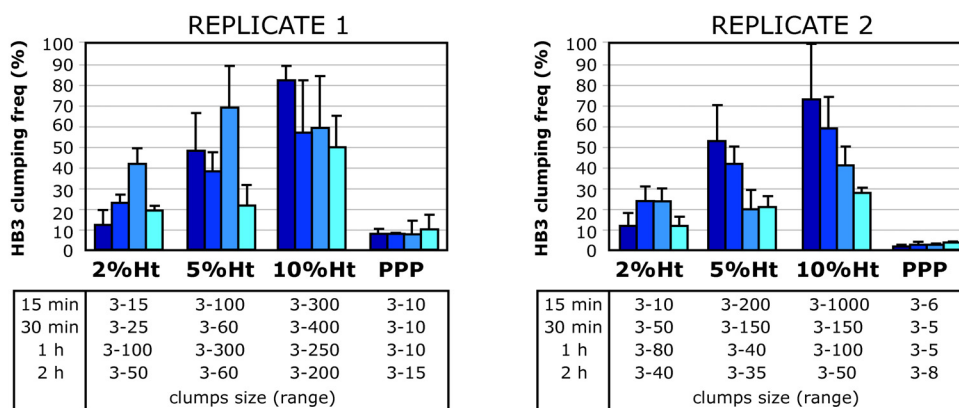 REPLICATE 1
HB3 clumping freq (%)
100
90
80
70
60
50
40
30
20
10
0
2%Ht 5%Ht 10%Ht PPP
15 min 3-15 3-100 3-300 3-10
30 min 3-25 3-60 3-400 3-10
1 h 3-100 3-300 3-250 3-10
2 h 3-50 3-60 3-200 3-15
clumps size (range)
REPLICATE 2
HB3 clumping freq (%)
100
90
80
70
60
50
40
30
20
10
0
2%Ht 5%Ht 10%Ht PPP
15 min 3-10 3-200 3-1000 3-6
30 min 3-50 3-150 3-150 3-5
1 h 3-80 3-40 3-100 3-5
2 h 3-40 3-35 3-50 3-8
clumps size (range)